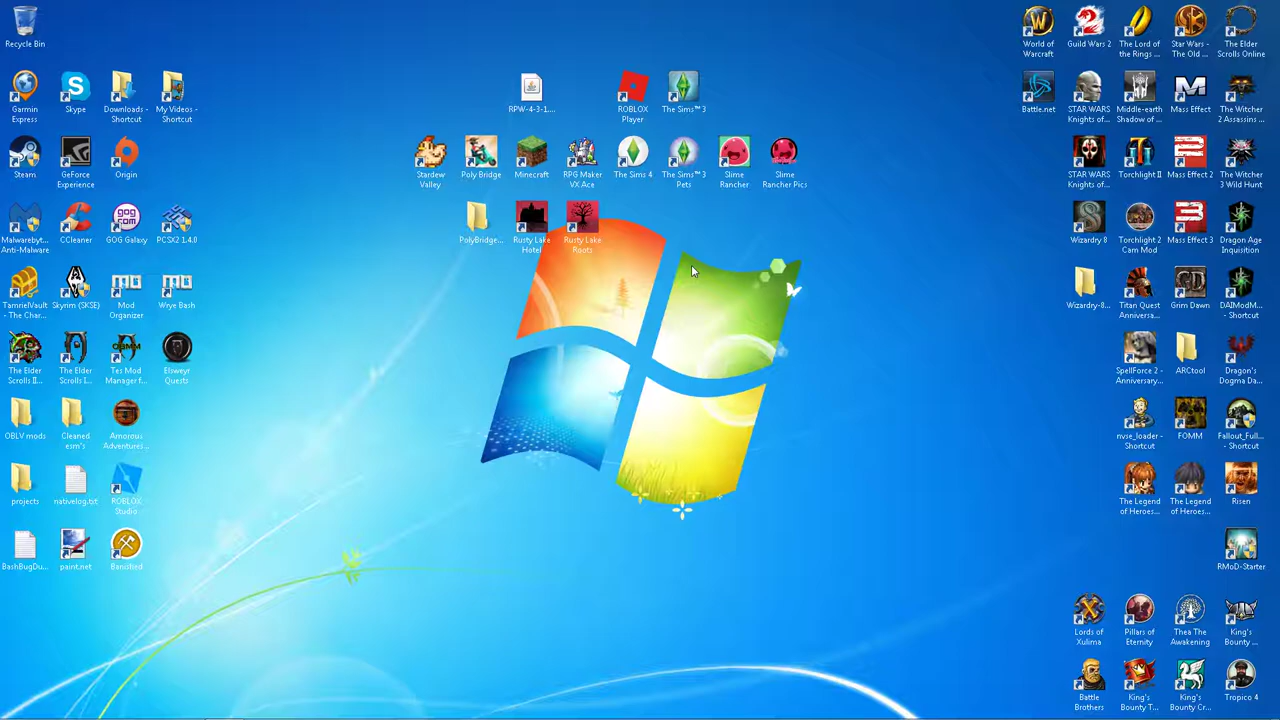 Recycle Bin
Garmin
Express
Skype
Downloads -
Shortcut
My Videos -
Shortcut
Steam
GeForce
Experience
Origin
Malwarebyt...
Anti-Malware
CCleaner
GOG Galaxy
PCSX2 1.4.0
TamrielVault
- The Char...
Skyrim (SKSE)
Mod
Organizer
Wrye Bash
The Elder
Scrolls II...
The Elder
Scrolls I...
Tes Mod
Manager f...
Elsweyr
Quests
OBLV mods
Cleaned
esm's
Amorous
Adventures...
projects
nativelog.txt
ROBLOX
Studio
BashBugDu...
paint.net
Banished
RPW-4-3-1...
ROBLOX
Player
The Sims™ 3
Stardew
Valley
Poly Bridge
Minecraft
RPG Maker
VX Ace
The Sims 4
The Sims™ 3
Pets
Slime
Rancher
Slime
Rancher Pics
PolyBridge...
Rusty Lake
Hotel
Rusty Lake
Roots
World of
Warcraft
Guild Wars 2
The Lord of
the Rings ...
Star Wars -
The Old ...
The Elder
Scrolls Online
Battle.net
STAR WARS
Knights of...
Middle-earth
Shadow of ...
Mass Effect
The Witcher
2 Assassins ...
STAR WARS
Knights of...
Torchlight II
Mass Effect 2
The Witcher
3 Wild Hunt
Wizardry 8
Torchlight 2
Cam Mod
Mass Effect 3
Dragon Age
Inquisition
Wizardry-8...
Titan Quest
Anniversa...
Grim Dawn
DAIModM...
- Shortcut
SpellForce 2 -
Anniversary...
ARCtool
Dragon's
Dogma Da...
nvse_loader -
Shortcut
FOMM
Fallout_Full...
- Shortcut
The Legend
of Heroes...
The Legend
of Heroes...
Risen
RMoD-Starter
Lords of
Xulima
Pillars of
Eternity
Thea The
Awakening
King's
Bounty ...
Battle
Brothers
King's
Bounty T...
King's
Bounty Cr...
Tropico 4